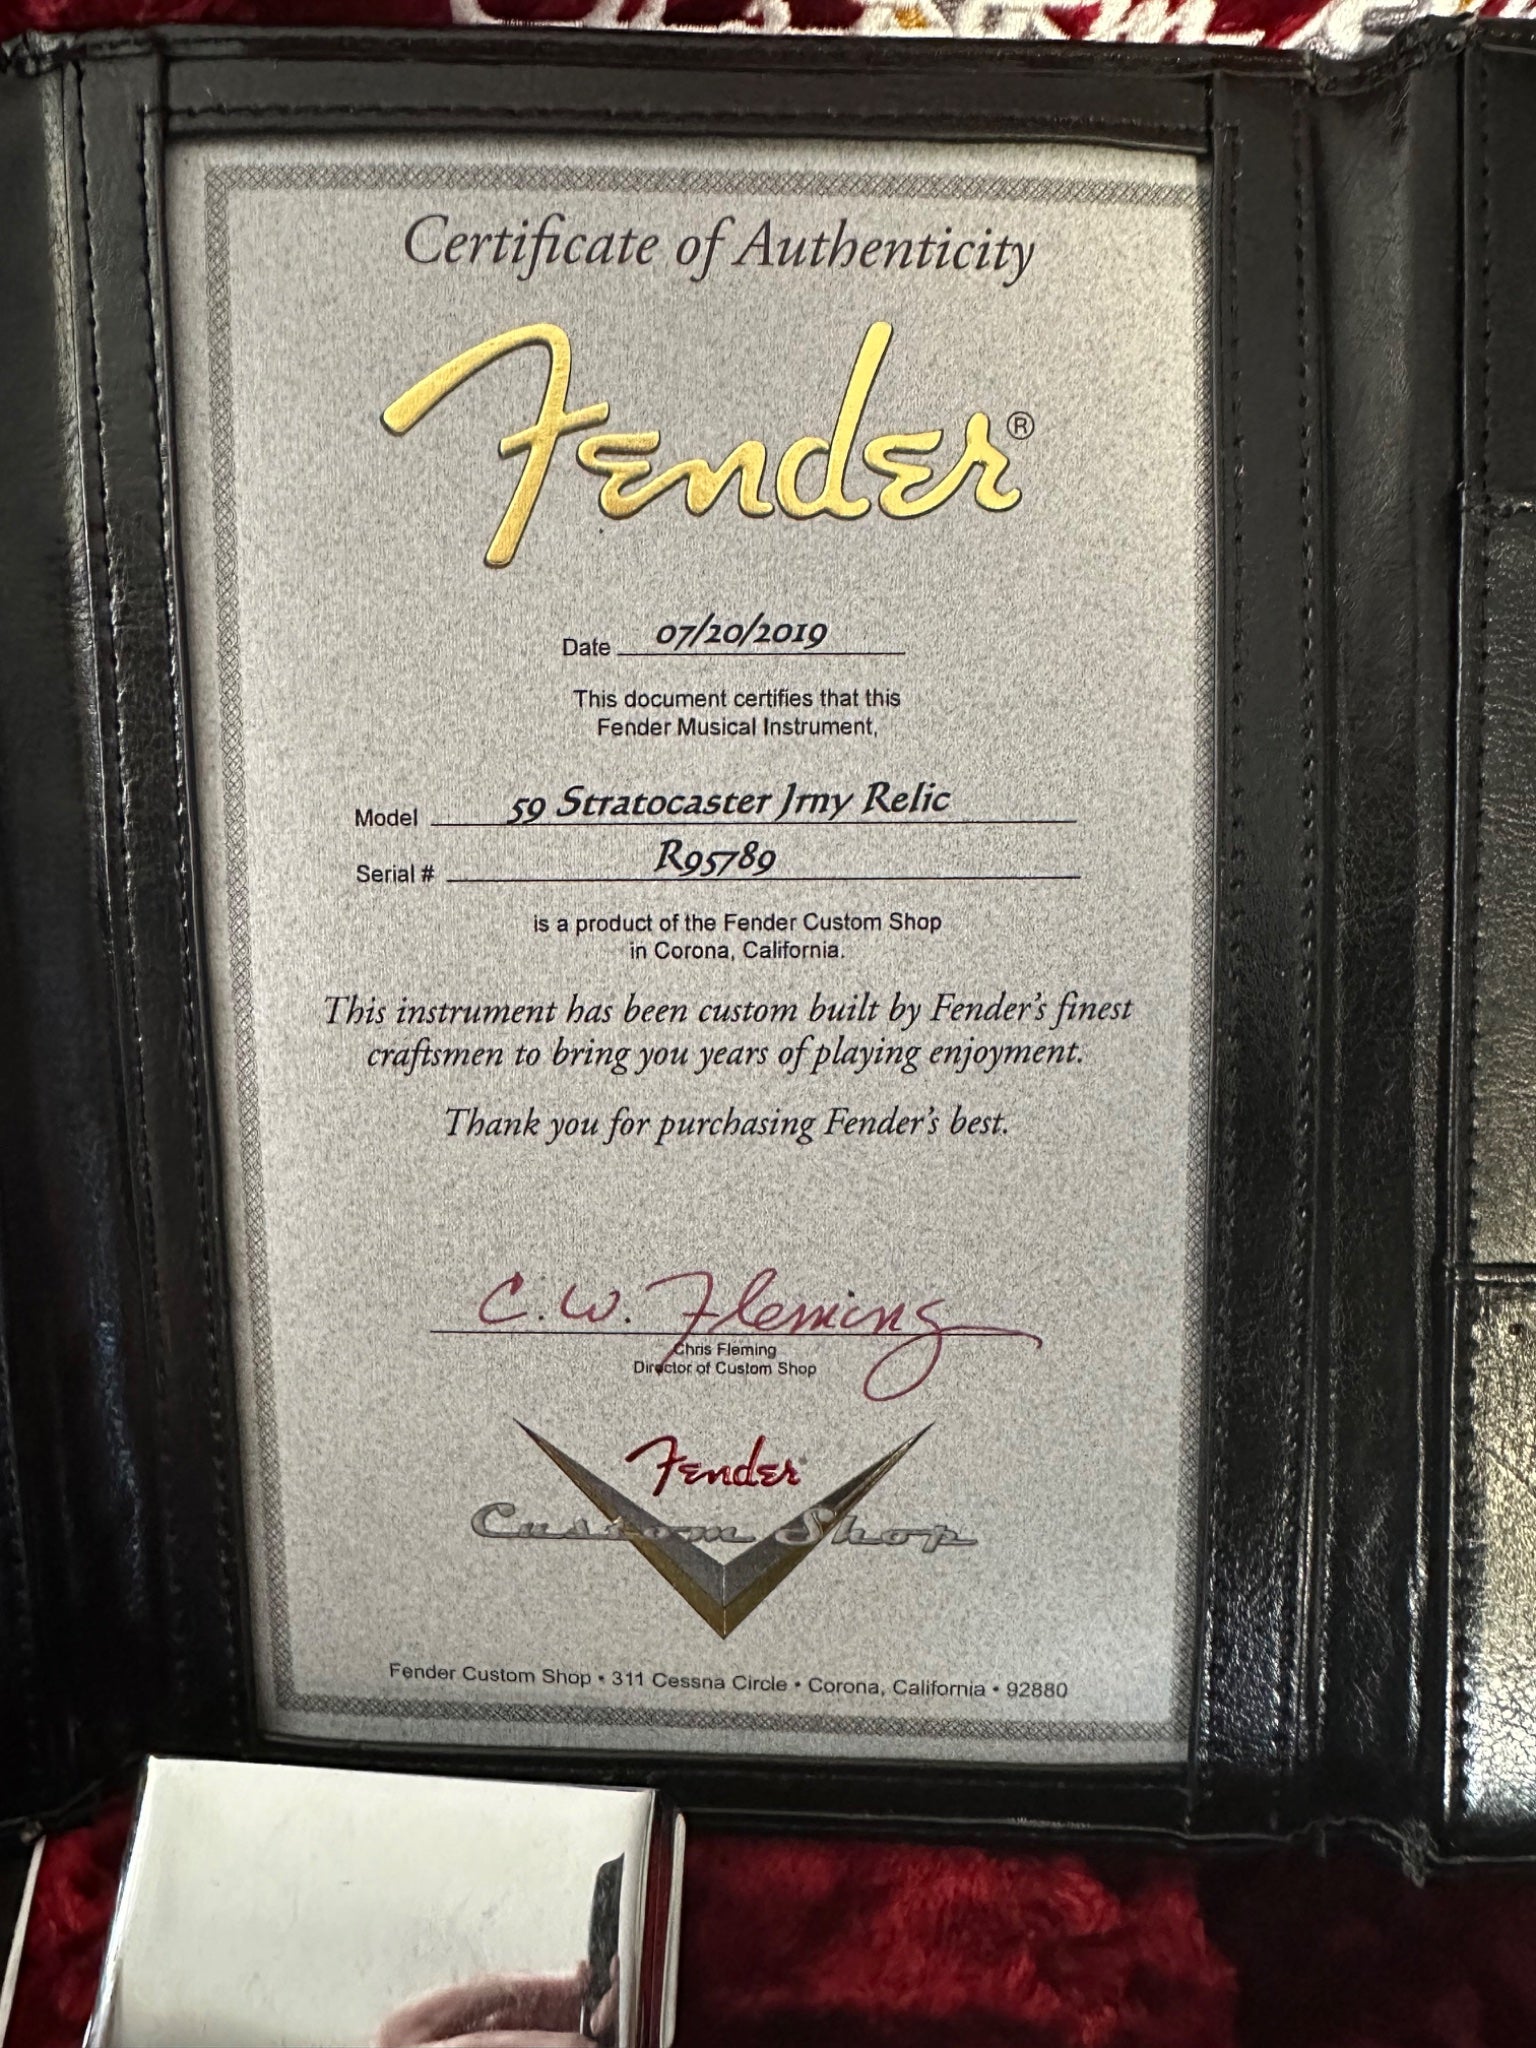 Certificate of Authenticity
Fender®
Date 07/20/2019
This document certifies that this
Fender Musical Instrument,
Model 59 Stratocaster Jrny Relic
Serial # R95789
is a product of the Fender Custom Shop
in Corona, California.
This instrument has been custom built by Fender's finest
craftsmen to bring you years of playing enjoyment.
Thank you for purchasing Fender's best.
C. W. Fleming
Chris Fleming
Director of Custom Shop
Fender
Custom Shop
Fender Custom Shop • 311 Cessna Circle • Corona, California • 92880